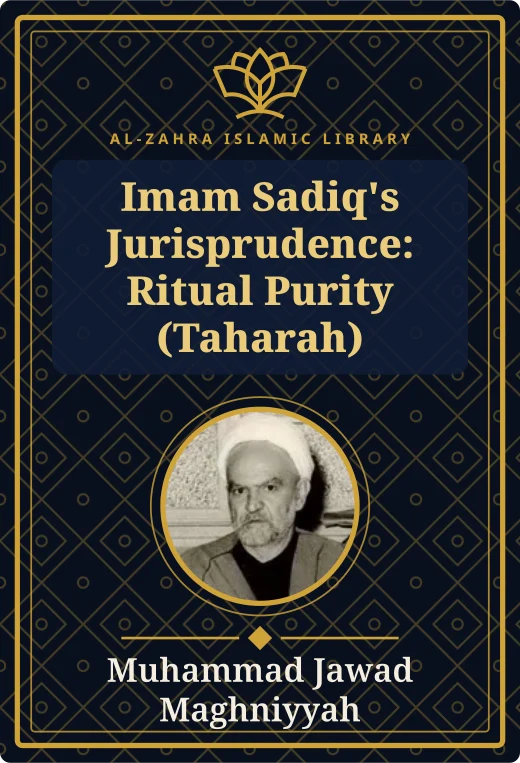 AL-ZAHRA ISLAMIC LIBRARY
Imam Sadiq's
Jurisprudence:
Ritual Purity
(Taharah)
Muhammad Jawad
Maghniyyah